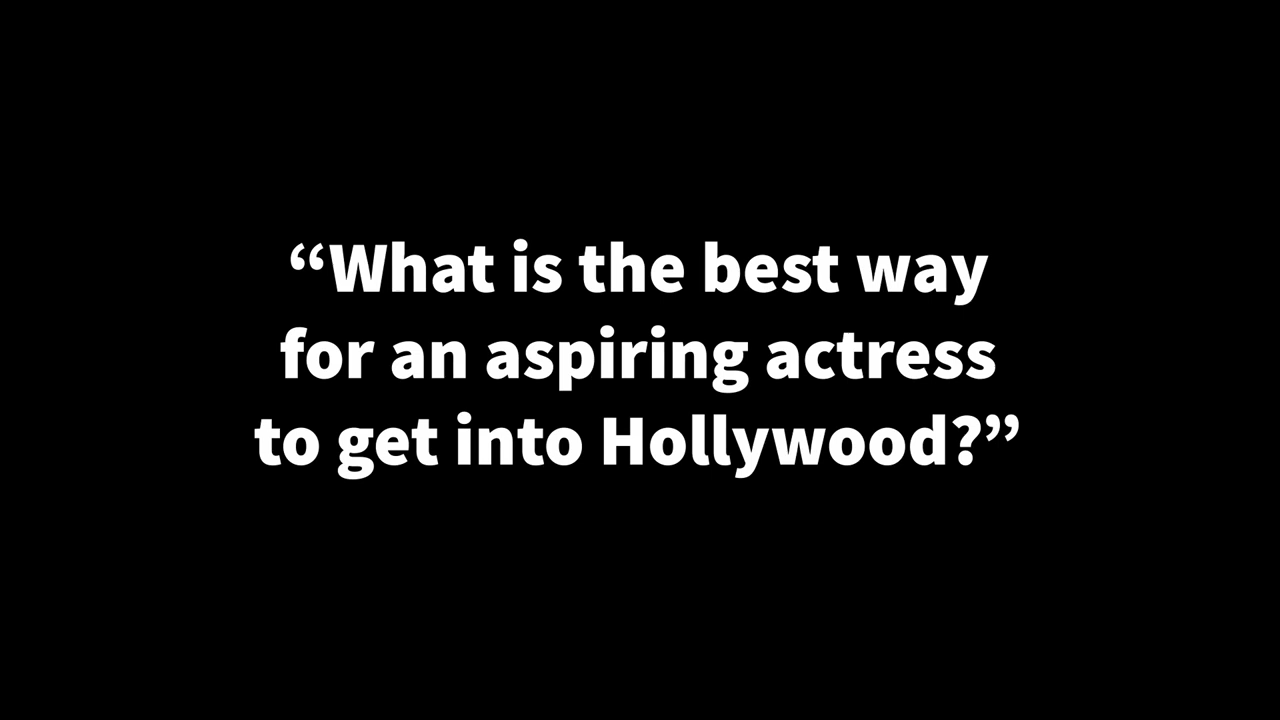 “What is the best way
for an aspiring actress
to get into Hollywood?”